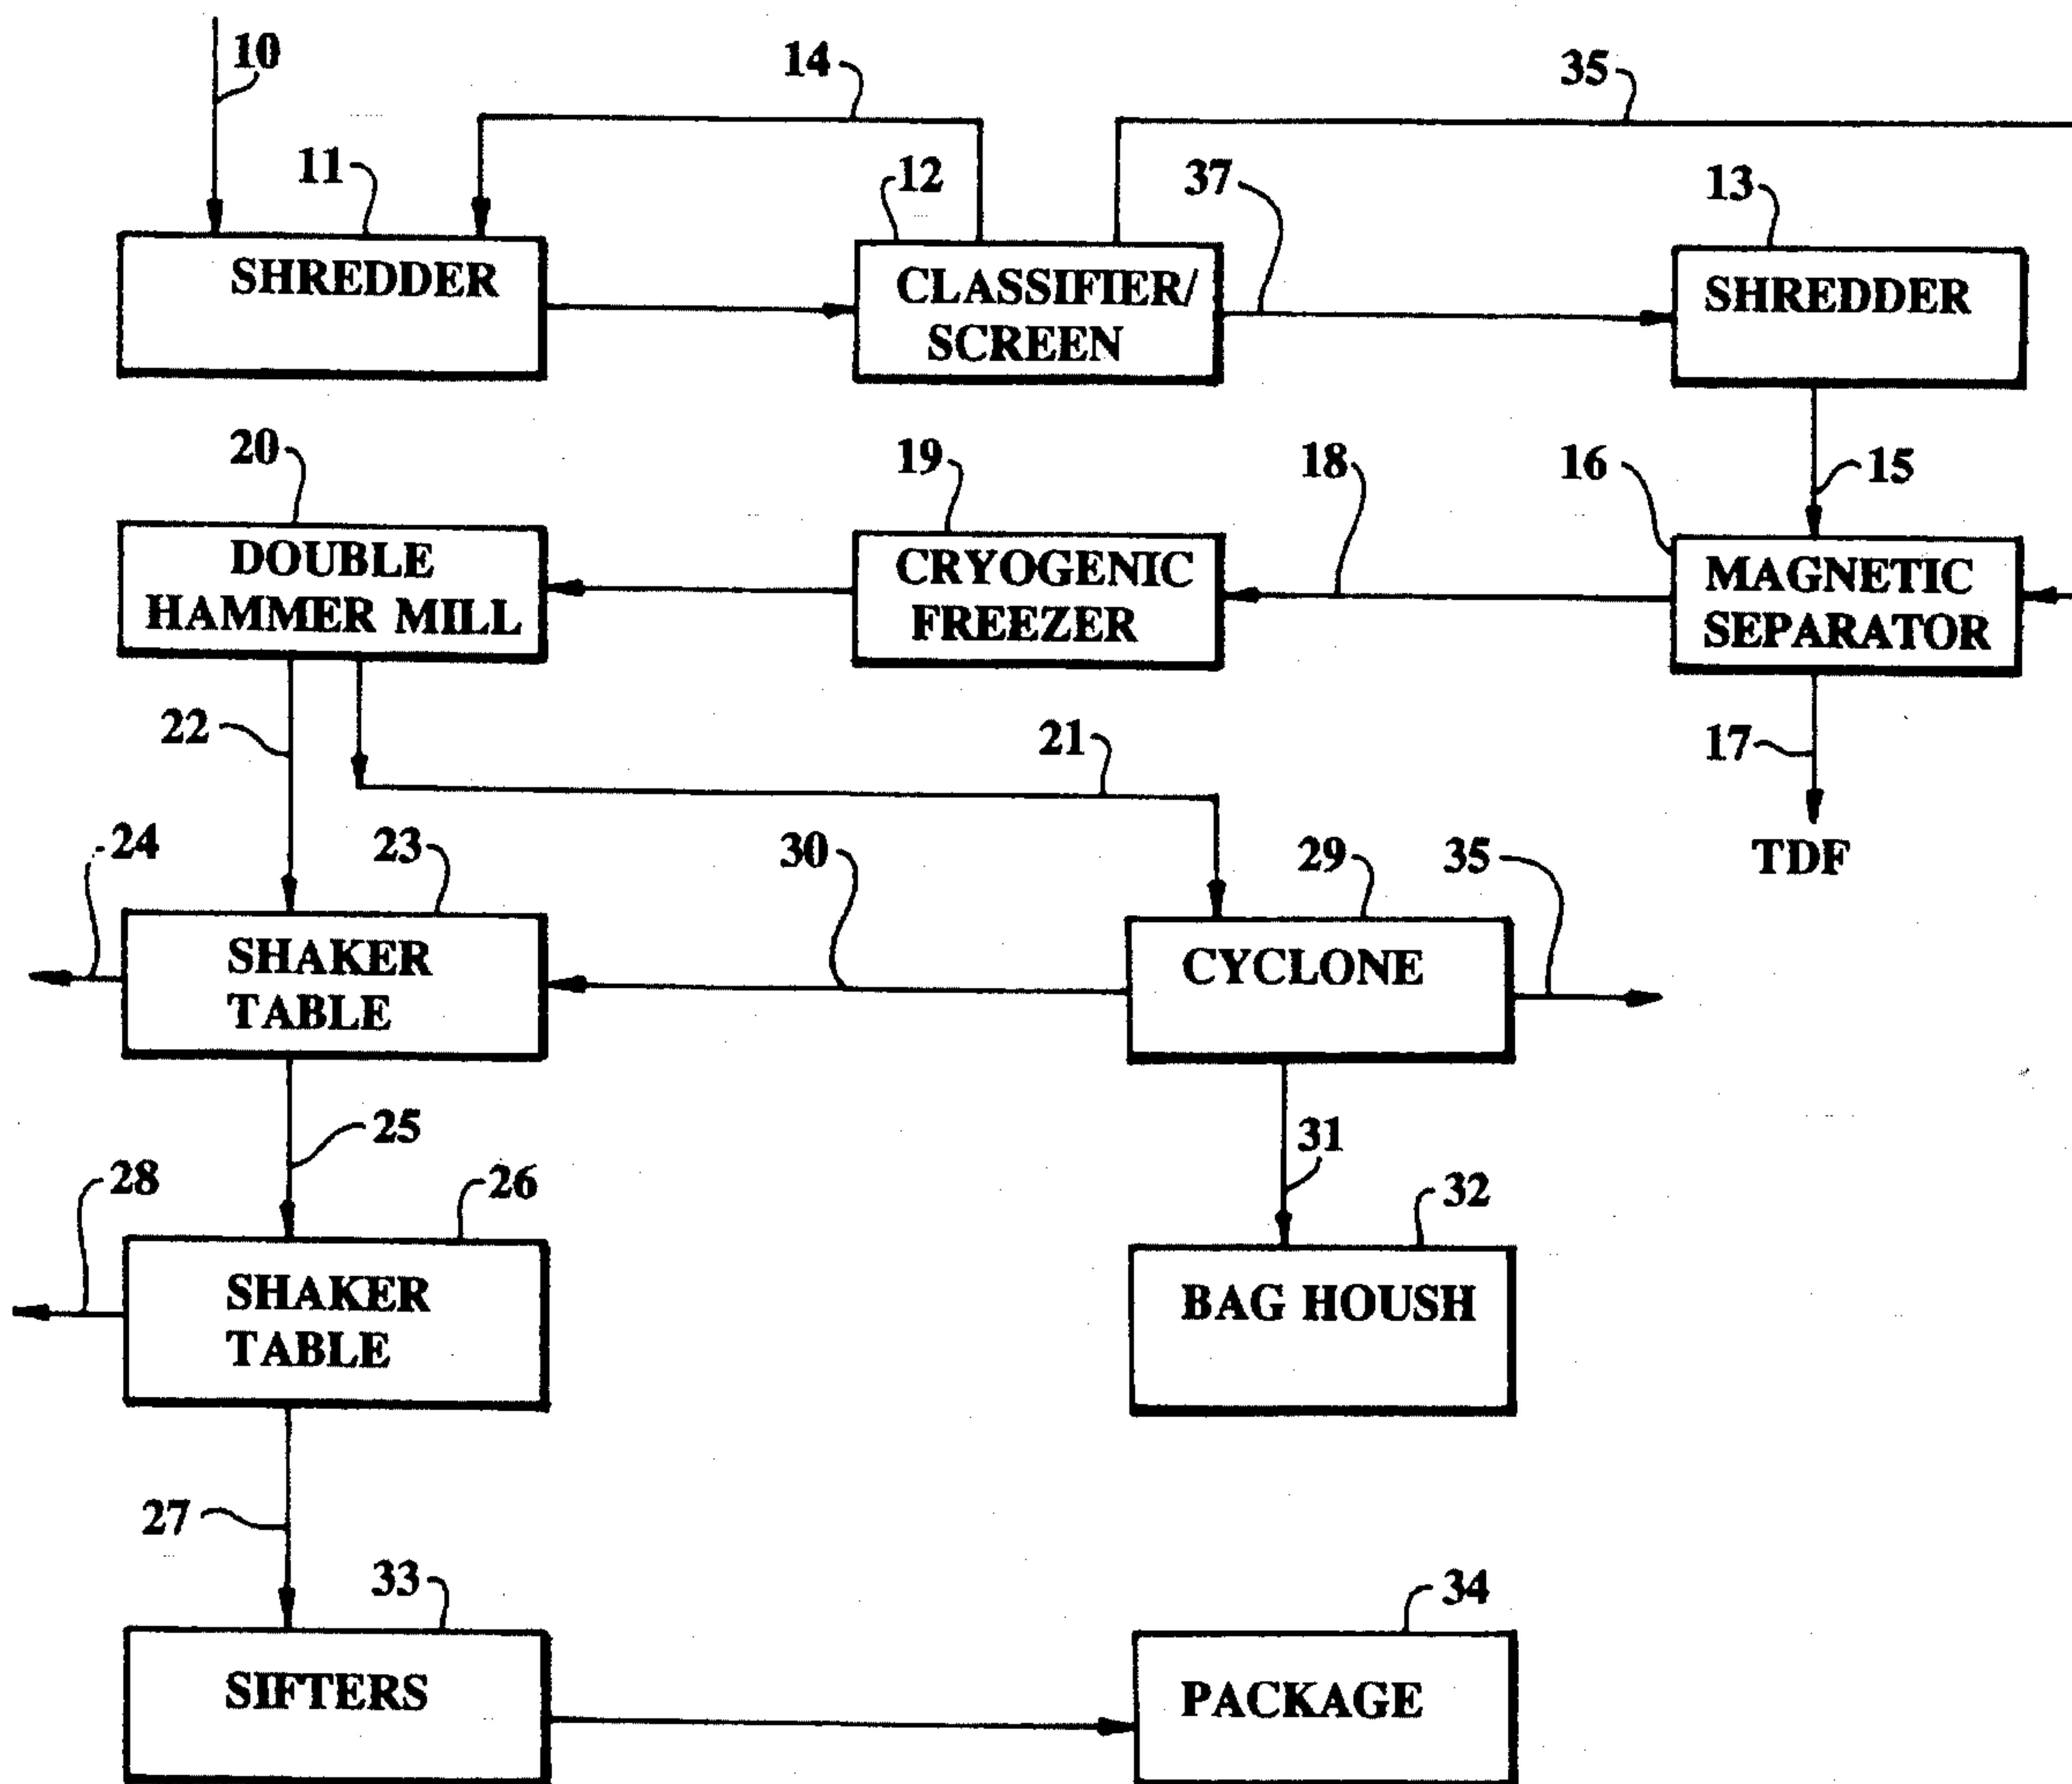 10
14
35
11
12
37
13
SHREDDER
CLASSIFIER/
SCREEN
SHREDDER
20
19
18
16
15
DOUBLE
HAMMER MILL
CRYOGENIC
FREEZER
MAGNETIC
SEPARATOR
22
21
17
24
23
30
29
35
TDF
SHAKER
TABLE
CYCLONE
25
31
28
26
32
SHAKER
TABLE
BAG HOUSH
27
33
34
SIFTERS
PACKAGE